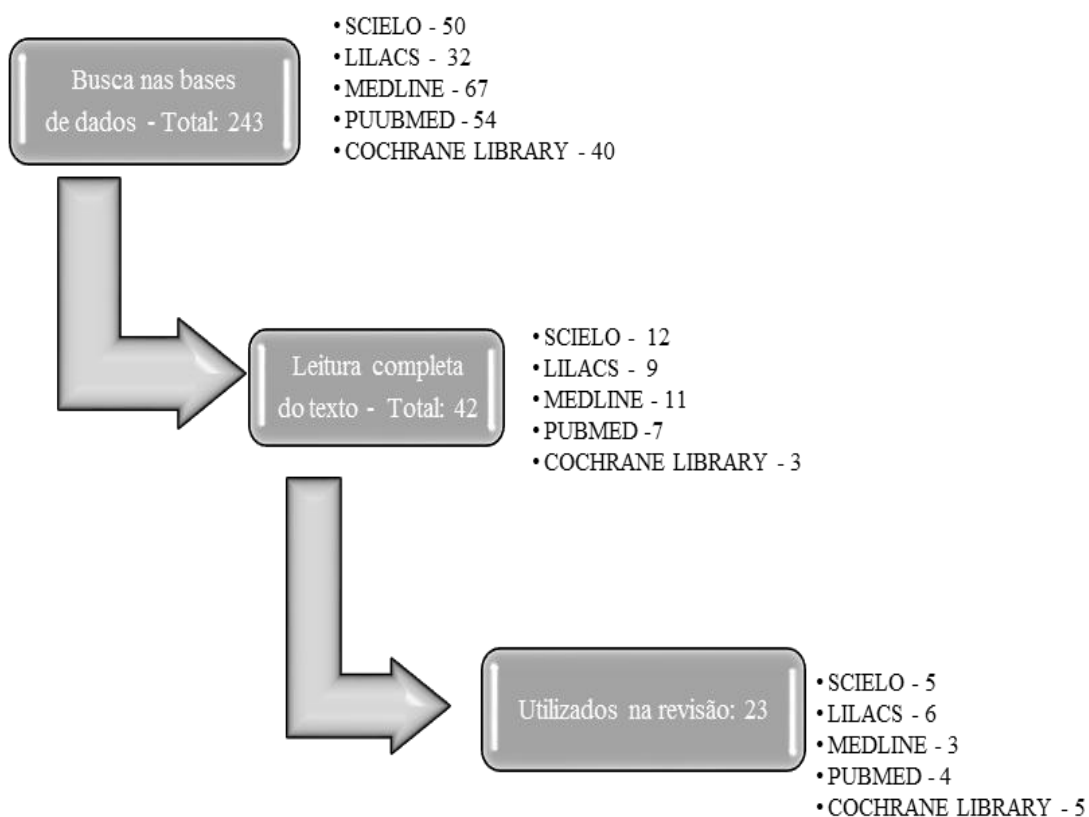 Busca nas bases
de dados - Total: 243
• SCIELO - 50
• LILACS - 32
• MEDLINE - 67
• PUUBMED - 54
• COCHRANE LIBRARY - 40
Leitura completa
do texto - Total: 42
• SCIELO - 12
• LILACS - 9
• MEDLINE - 11
• PUBMED -7
• COCHRANE LIBRARY - 3
Utilizados na revisão: 23
• SCIELO - 5
• LILACS - 6
• MEDLINE - 3
• PUBMED - 4
• COCHRANE LIBRARY - 5